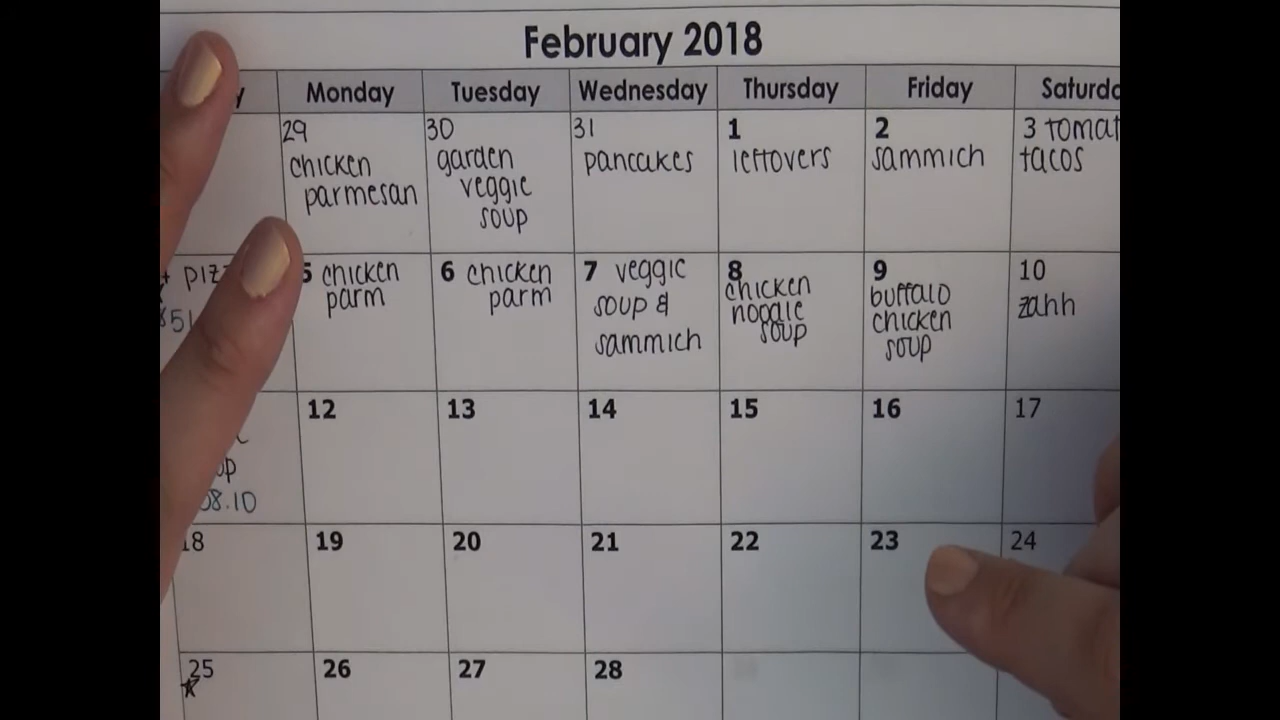 February 2018
Monday Tuesday Wednesday Thursday Friday
29
chicken
parmesan
30
garden
veggie
soup
31
pancakes
1
leftovers
2
sammich
3
tacos
5 chicken
parm
6 chicken
parm
7 veggie
soup &
sammich
8
chicken
noodle
soup
9
buffalo
chicken
soup
10
zahh
08.10
12
13
14
15
16
17
18
19
20
21
22
23
24
25
26
27
28